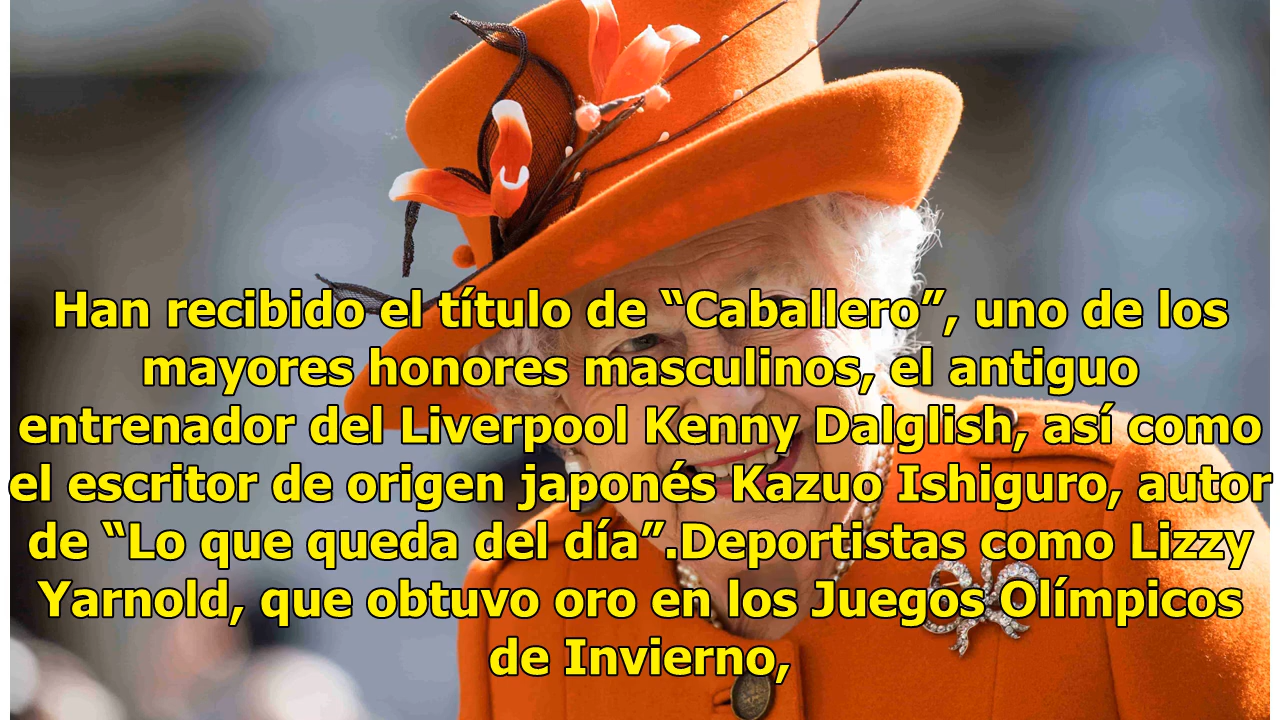 Han recibido el título de “Caballero”, uno de los
mayores honores masculinos, el antiguo
entrenador del Liverpool Kenny Dalglish, así como
el escritor de origen japonés Kazuo Ishiguro, autor
de “Lo que queda del día”.Deportistas como Lizzy
Yarnold, que obtuvo oro en los Juegos Olímpicos
de Invierno,